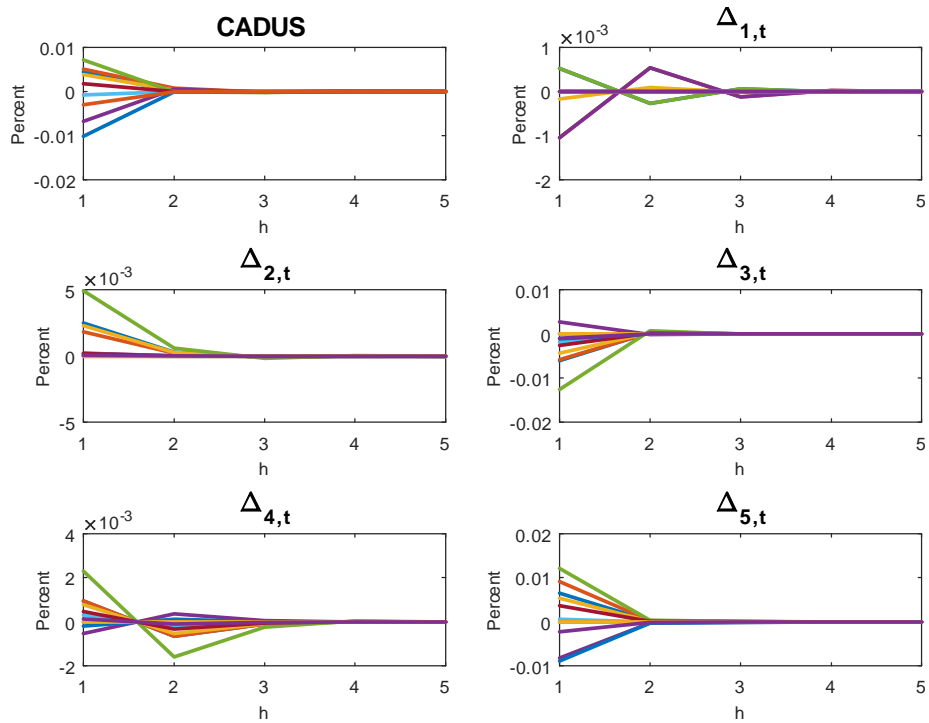 CADUS
0.01
0
-0.01
-0.02
Percent
1 2 3 4 5
h
Δ1,t
×10-3
1
0
-1
-2
Percent
1 2 3 4 5
h
Δ2,t
×10-3
5
0
-5
Percent
1 2 3 4 5
h
Δ3,t
0.01
0
-0.01
-0.02
Percent
1 2 3 4 5
h
Δ4,t
×10-3
4
2
0
-2
Percent
1 2 3 4 5
h
Δ5,t
0.02
0.01
0
-0.01
Percent
1 2 3 4 5
h